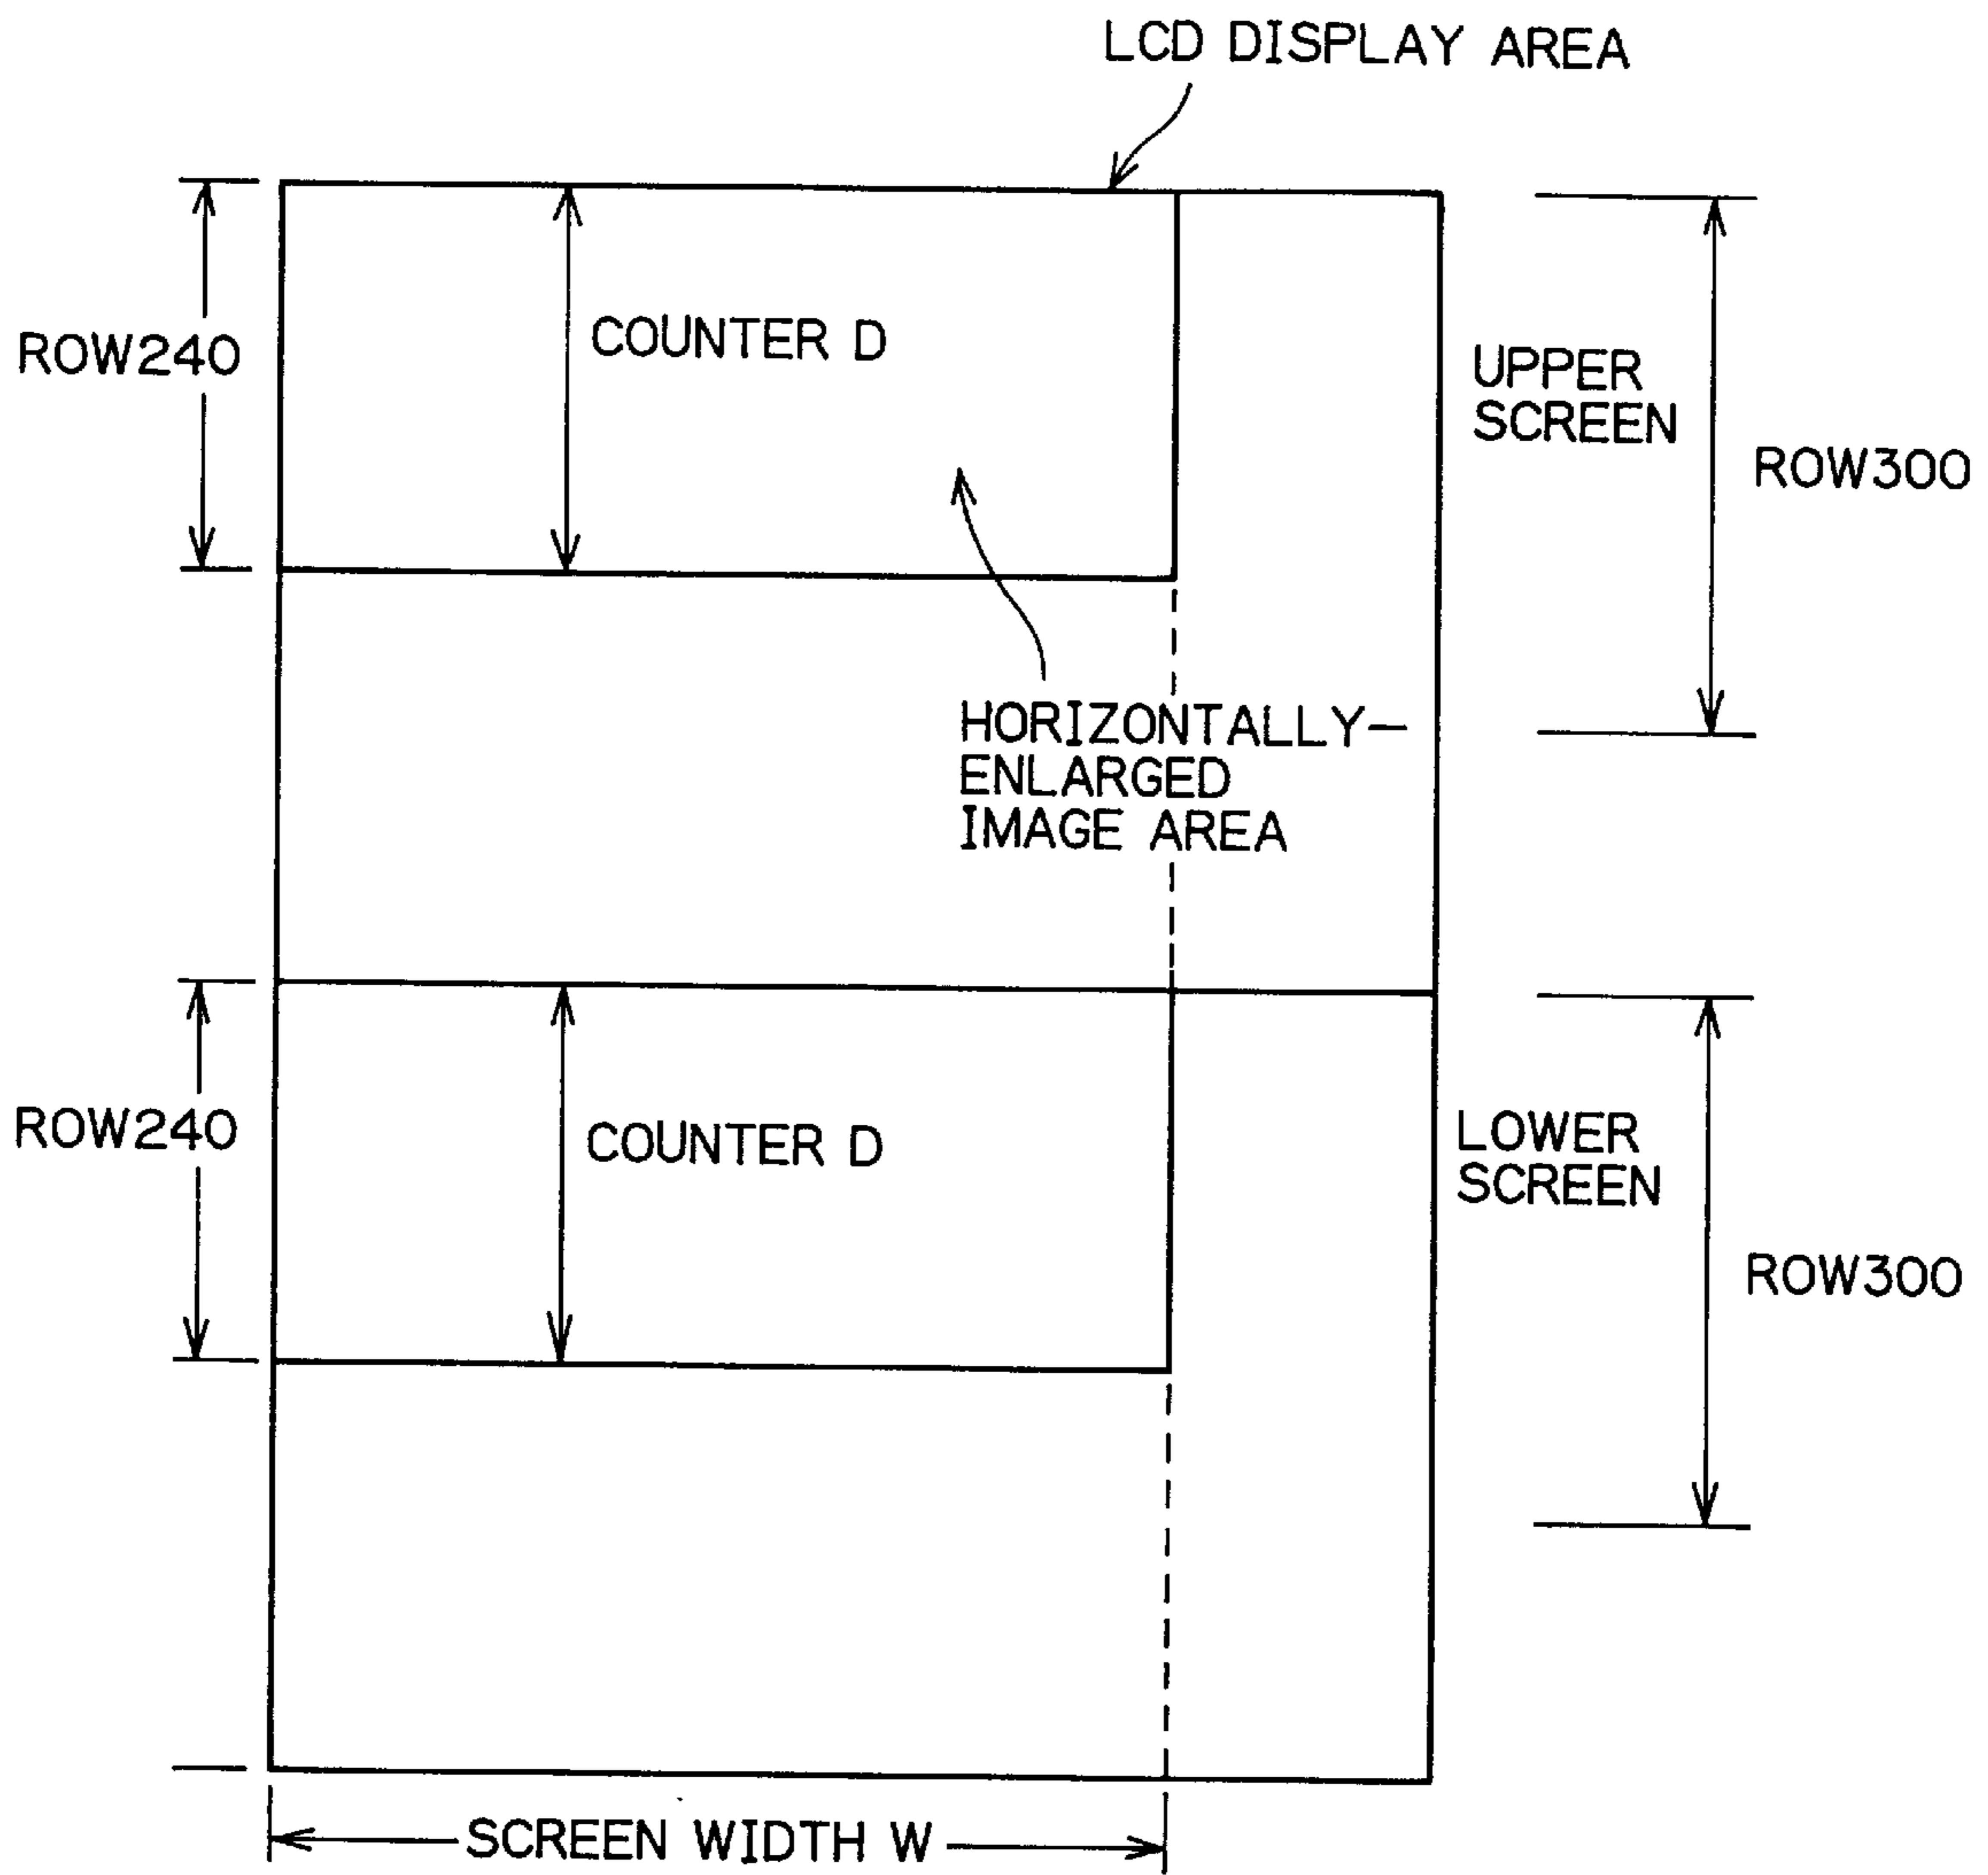 LCD DISPLAY AREA
ROW240
COUNTER D
UPPER
SCREEN
ROW300
HORIZONTALLY-
ENLARGED
IMAGE AREA
ROW240
COUNTER D
LOWER
SCREEN
ROW300
SCREEN WIDTH W